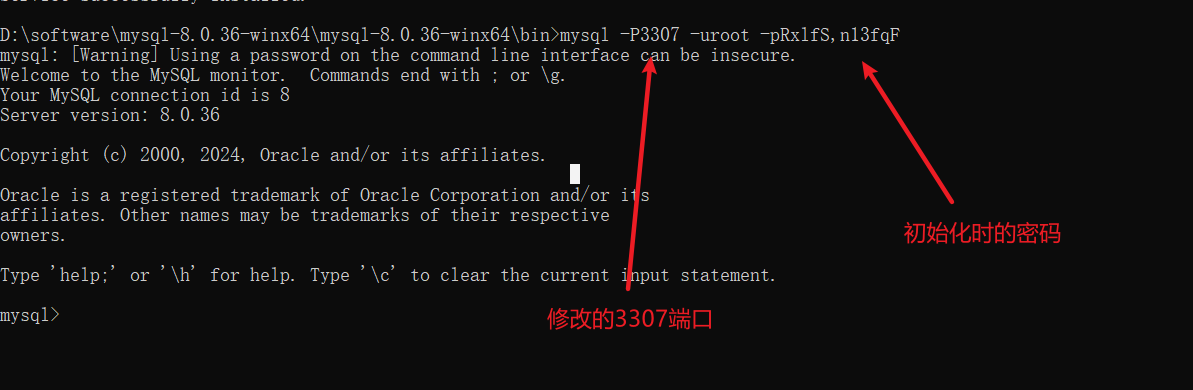 Service successfully installed.
D:\software\mysql-8.0.36-winx64\mysql-8.0.36-winx64\bin>mysql -P3307 -uroot -pRxlfS,nl3fqF
mysql: [Warning] Using a password on the command line interface can be insecure.
Welcome to the MySQL monitor.  Commands end with ; or \g.
Your MySQL connection id is 8
Server version: 8.0.36
Copyright (c) 2000, 2024, Oracle and/or its affiliates.
Oracle is a registered trademark of Oracle Corporation and/or its
affiliates. Other names may be trademarks of their respective
owners.
初始化时的密码
Type 'help;' or '\h' for help. Type '\c' to clear the current input statement.
mysql>
修改的3307端口